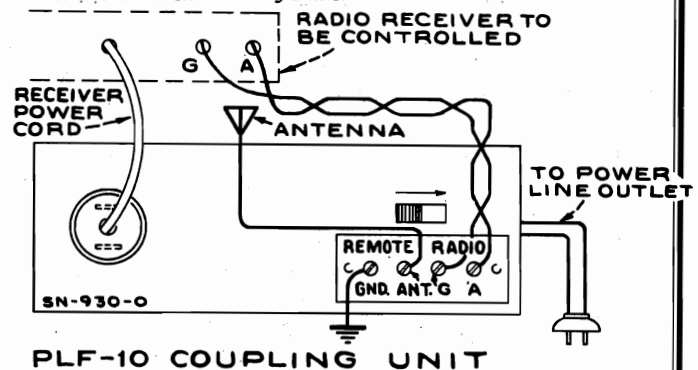 RADIO RECEIVER TO
BE CONTROLLED
G A
RECEIVER
POWER
CORD
ANTENNA
TO POWER
LINE OUTLET
REMOTE RADIO
GND. ANT. G A
SN-930-0
PLF-10 COUPLING UNIT